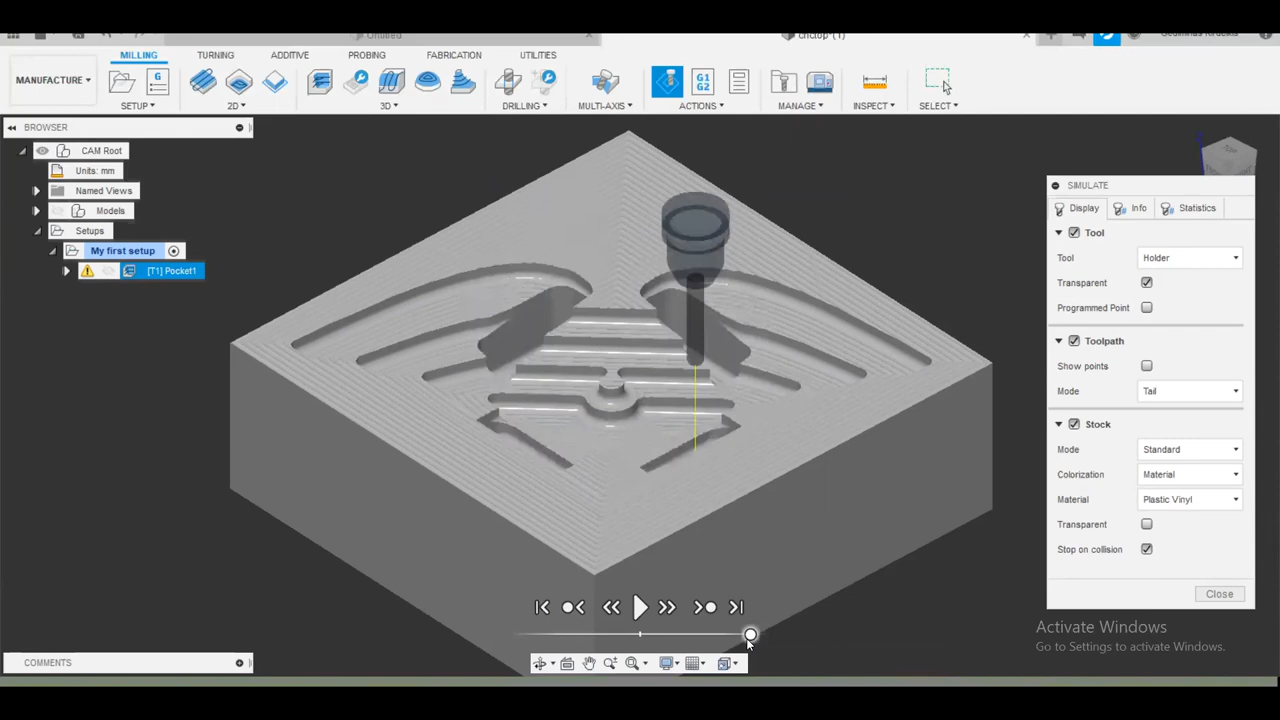 Untitled
MILLING TURNING ADDITIVE PROBING FABRICATION UTILITIES
MANUFACTURE
G
G1
G2
SETUP 2D 3D DRILLING MULTI-AXIS ACTIONS MANAGE INSPECT SELECT
BROWSER
CAM Root
Units: mm
Named Views
Models
Setups
My first setup
[T1] Pocket1
SIMULATE
Display Info Statistics
Tool
Tool Holder
Transparent
Programmed Point
Toolpath
Show points
Mode Tail
Stock
Mode Standard
Colorization Material
Material Plastic Vinyl
Transparent
Stop on collision
Close
Activate Windows
Go to Settings to activate Windows.
COMMENTS